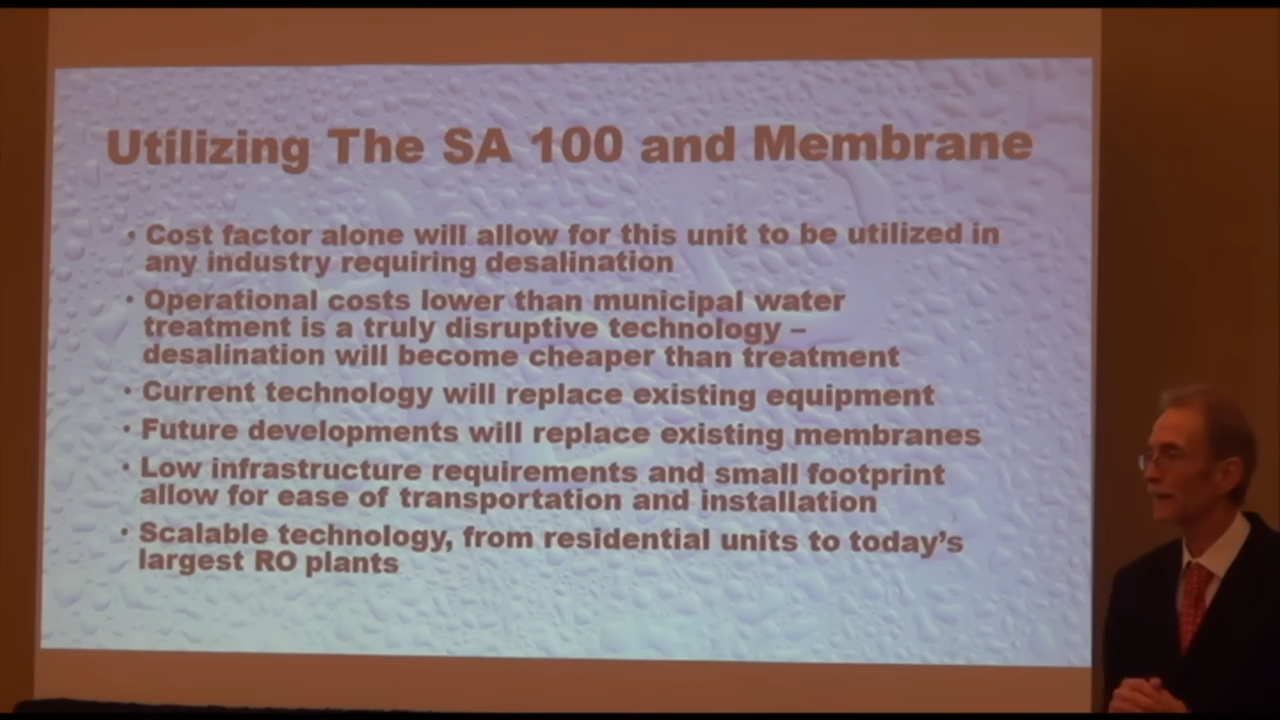 Utilizing The SA 100 and Membrane
• Cost factor alone will allow for this unit to be utilized in
any industry requiring desalination
• Operational costs lower than municipal water
treatment is a truly disruptive technology –
desalination will become cheaper than treatment
• Current technology will replace existing equipment
• Future developments will replace existing membranes
• Low infrastructure requirements and small footprint
allow for ease of transportation and installation
• Scalable technology, from residential units to today’s
largest RO plants